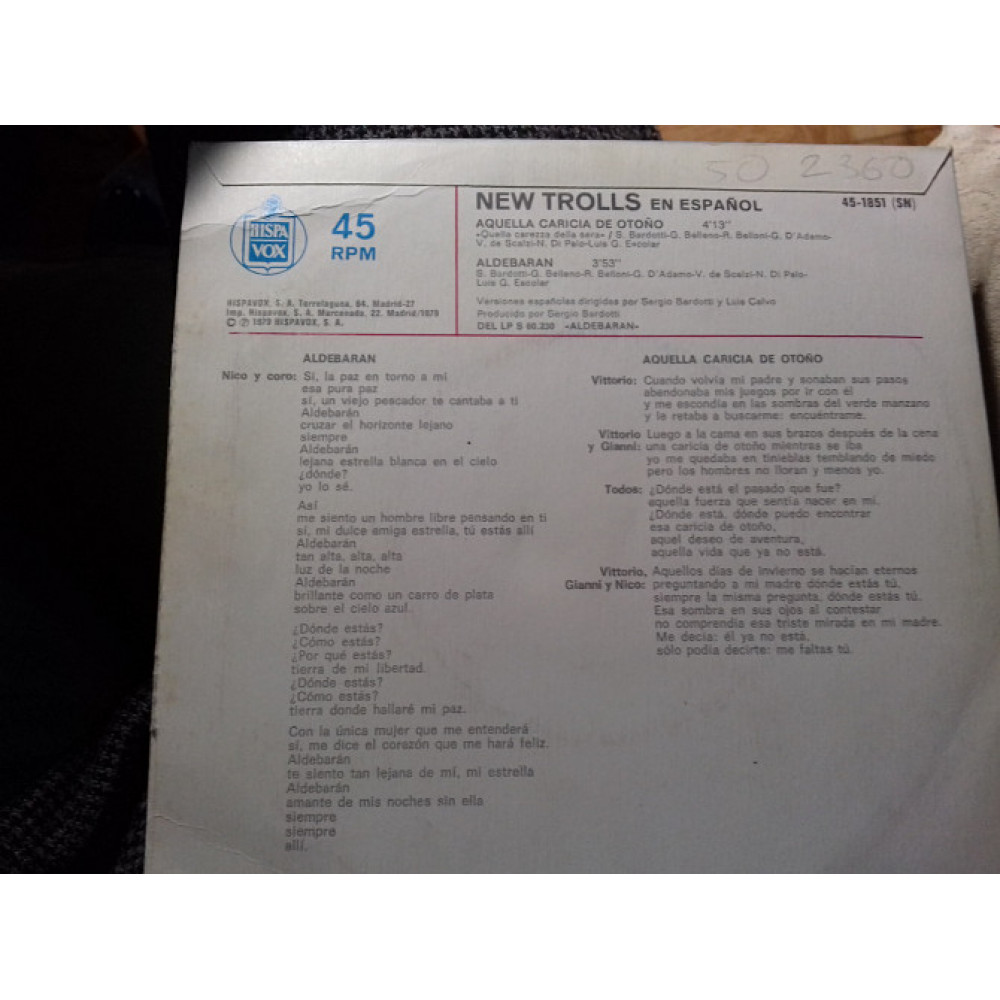 50 2360
HISPA
VOX
45
RPM
HISPAVOX, S. A. Torrelaguna, 64. Madrid-27
Imp. Hispavox, S. A. Marcenado, 22. Madrid/1979
© ℗ 1979 HISPAVOX, S. A.
NEW TROLLS EN ESPAÑOL 45-1851 (SN)
AQUELLA CARICIA DE OTOÑO 4'13''
«Quella carezza della sera» / S. Bardotti-G. Belleno-R. Belloni-G. D'Adamo-
V. de Scalzi-N. Di Palo-Luis G. Escolar
ALDEBARAN 3'53''
S. Bardotti-G. Belleno-R. Belloni-G. D'Adamo-V. de Scalzi-N. Di Palo-
Luis G. Escolar
Versiones españolas dirigidas por Sergio Bardotti y Luis Calvo
Producido por Sergio Bardotti
DEL LP S 60.230 «ALDEBARAN»
ALDEBARAN
Nico y coro: Sí, la paz en torno a mí
esa pura paz
sí, un viejo pescador te cantaba a ti
Aldebarán
cruzar el horizonte lejano
siempre
Aldebarán
lejana estrella blanca en el cielo
¿dónde?
yo lo sé.
Así
me siento un hombre libre pensando en ti
sí, mi dulce amiga estrella, tú estás allí
Aldebarán
tan alta, alta, alta
luz de la noche
Aldebarán
brillante como un carro de plata
sobre el cielo azul.
¿Dónde estás?
¿Cómo estás?
¿Por qué estás?
tierra de mi libertad.
¿Dónde estás?
¿Cómo estás?
tierra donde hallaré mi paz.
Con la única mujer que me entenderá
sí, me dice el corazón que me hará feliz.
Aldebarán
te siento tan lejana de mí, mi estrella
Aldebarán
amante de mis noches sin ella
siempre
siempre
allí.
AQUELLA CARICIA DE OTOÑO
Vittorio: Cuando volvía mi padre y sonaban sus pasos
abandonaba mis juegos por ir con él
y me escondía en las sombras del verde manzano
y le retaba a buscarme: encuéntrame.
Vittorio Luego a la cama en sus brazos después de la cena
y Gianni: una caricia de otoño mientras se iba
yo me quedaba en tinieblas temblando de miedo
pero los hombres no lloran y menos yo.
Todos: ¿Dónde está el pasado que fue?
aquella fuerza que sentía nacer en mí.
¿Dónde está, dónde puedo encontrar
esa caricia de otoño,
aquel deseo de aventura,
aquella vida que ya no está.
Vittorio, Aquellos días de invierno se hacían eternos
Gianni y Nico: preguntando a mi madre dónde estás tú,
siempre la misma pregunta, dónde estás tú.
Esa sombra en sus ojos al contestar
no comprendía esa triste mirada en mi madre.
Me decía: él ya no está,
sólo podía decirte: me faltas tú.